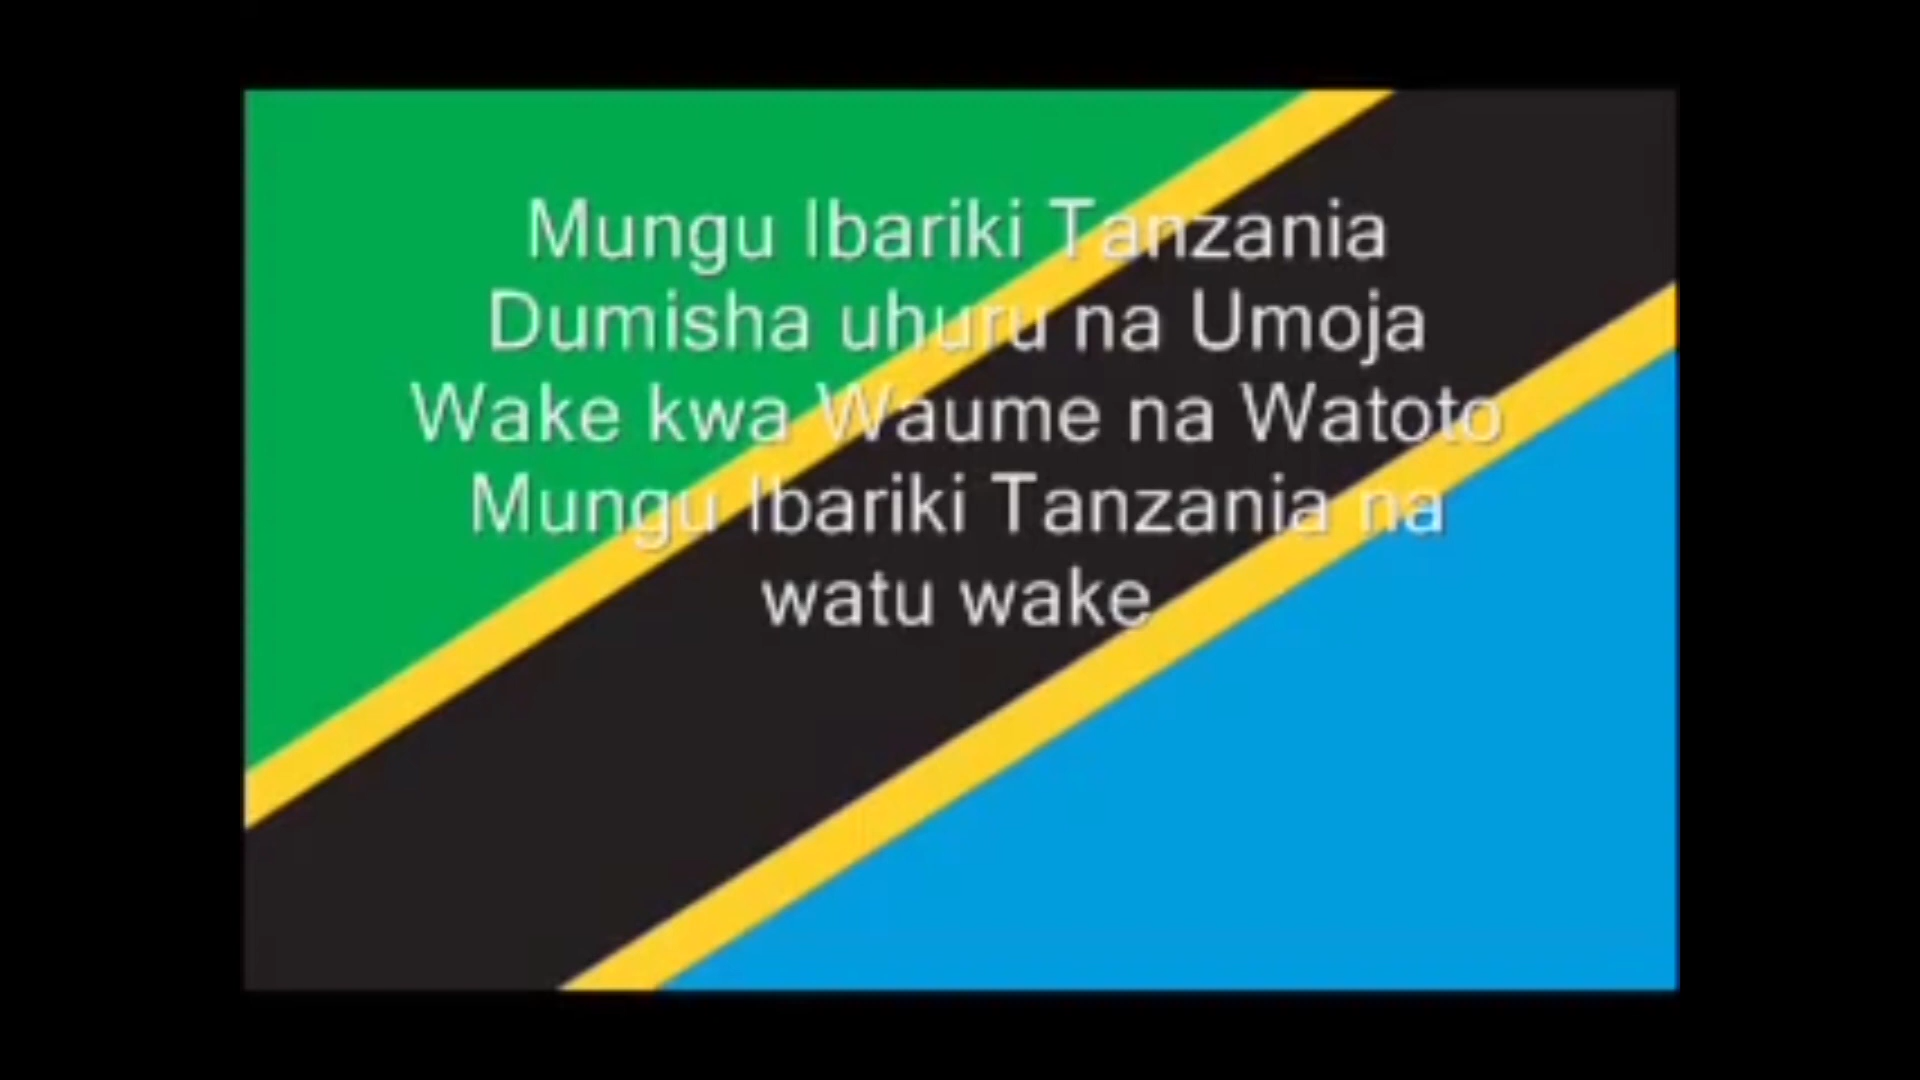 Mungu Ibariki Tanzania
Dumisha uhuru na Umoja
Wake kwa Waume na Watoto
Mungu Ibariki Tanzania na
watu wake